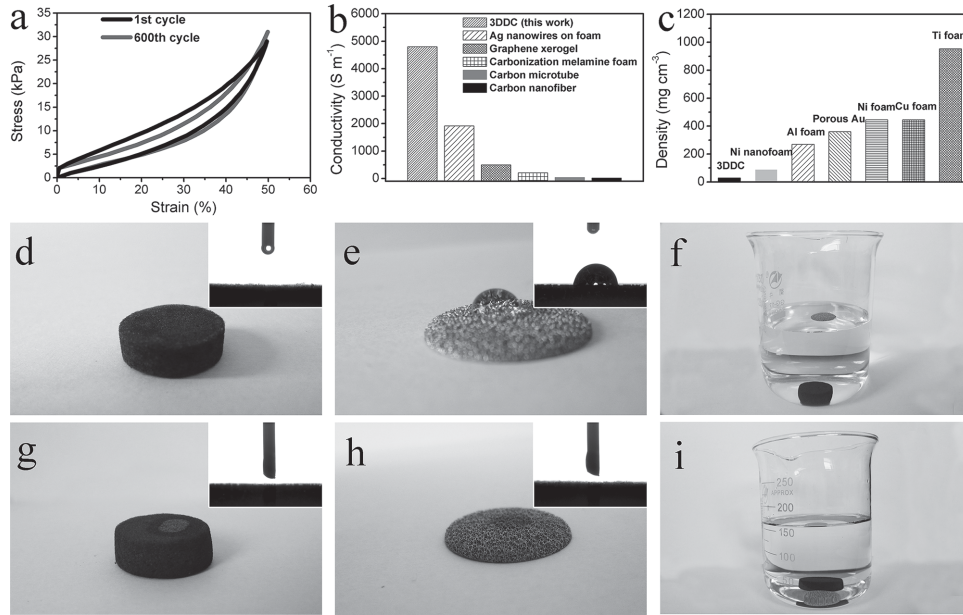 a
1st cycle
600th cycle
Stress (kPa)
35
30
25
20
15
10
5
0
0 10 20 30 40 50 60
Strain (%)
b
3DDC (this work)
Ag nanowires on foam
Graphene xerogel
Carbonization melamine foam
Carbon microtube
Carbon nanofiber
Conductivity (S m⁻¹)
6000
5000
4000
3000
2000
1000
0
c
Density (mg cm⁻³)
1200
1000
800
600
400
200
0
3DDC
Ni nanofoam
Al foam
Porous Au
Ni foam
Cu foam
Ti foam
d
e
f
g
h
i
250
APPROX
200
150
100